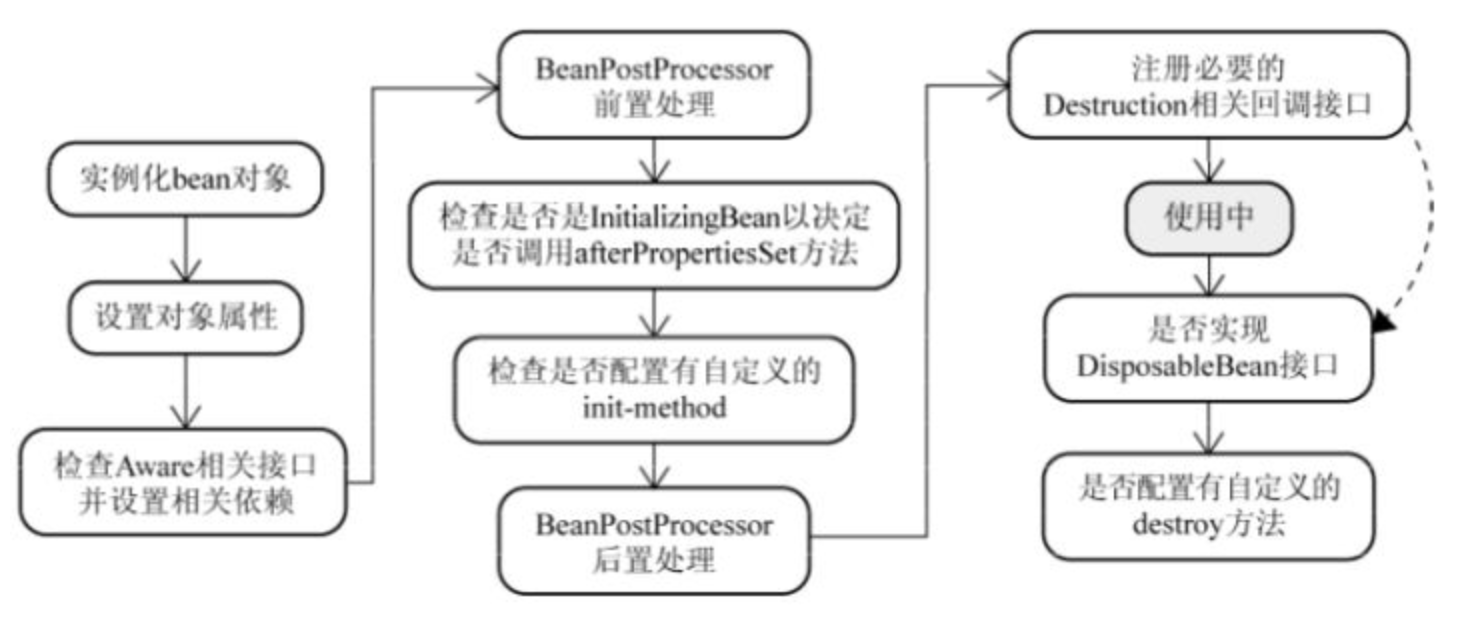 实例化bean对象
设置对象属性
检查Aware相关接口
并设置相关依赖
BeanPostProcessor
前置处理
检查是否是InitializingBean以决定
是否调用afterPropertiesSet方法
检查是否配置有自定义的
init-method
BeanPostProcessor
后置处理
注册必要的
Destruction相关回调接口
使用中
是否实现
DisposableBean接口
是否配置有自定义的
destroy方法